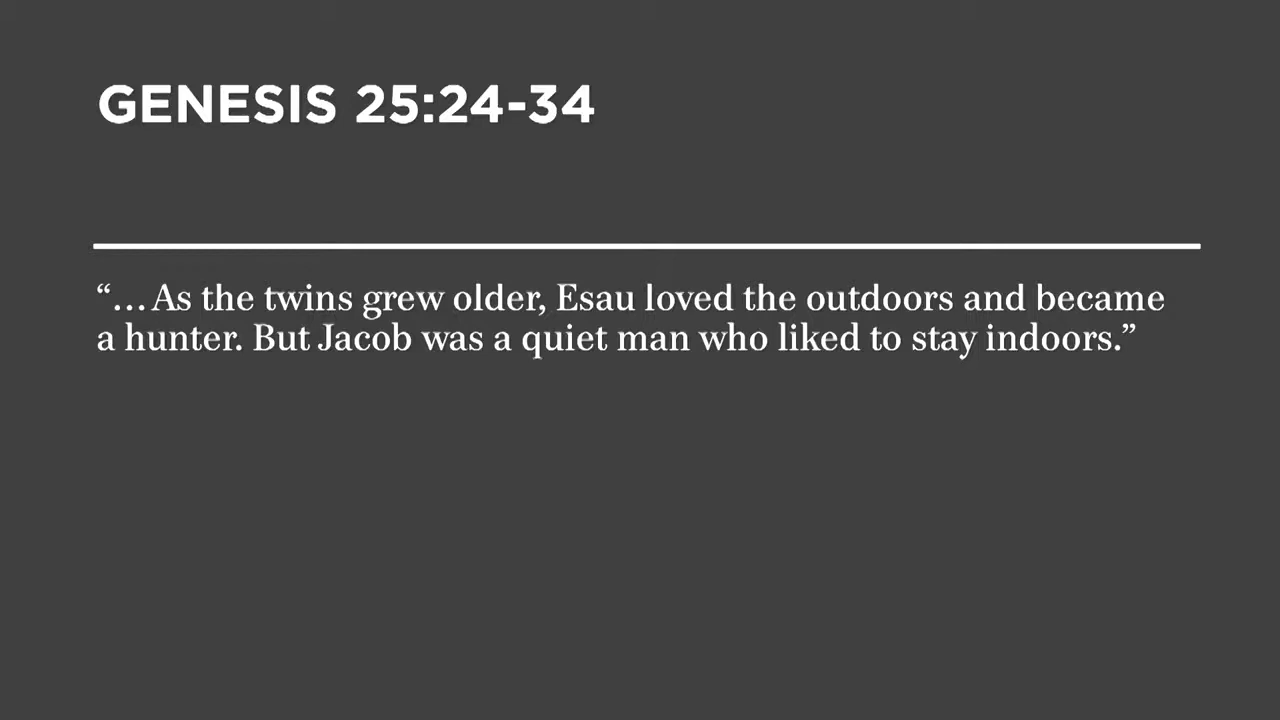 GENESIS 25:24-34
“… As the twins grew older, Esau loved the outdoors and became
a hunter. But Jacob was a quiet man who liked to stay indoors.”